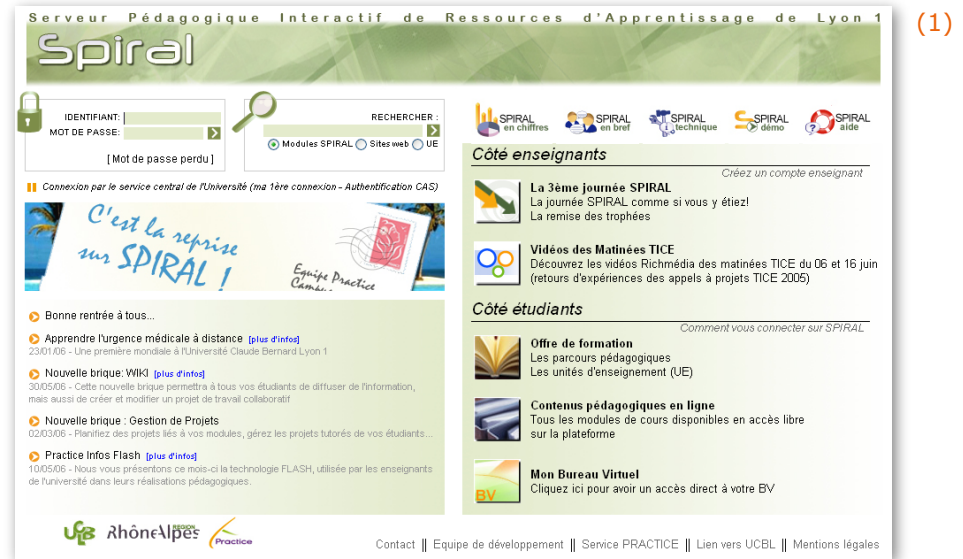 Serveur Pédagogique Interactif de Ressources d'Apprentissage de Lyon 1
(1)
Spiral
IDENTIFIANT:
MOT DE PASSE:
[ Mot de passe perdu ]
RECHERCHER :
Modules SPIRAL Sites web UE
Connexion par le service central de l'Université (ma 1ère connexion - Authentification CAS)
C'est la reprise
sur SPIRAL !
Equipe Practice
Bonne rentrée à tous...
Apprendre l'urgence médicale à distance [plus d'infos]
23/01/06 - Une première mondiale à l'Université Claude Bernard Lyon 1
Nouvelle brique: WIKI [plus d'infos]
30/05/06 - Cette nouvelle brique permettra à tous vos étudiants de diffuser de l'information,
mais aussi de créer et modifier un projet de travail collaboratif
Nouvelle brique : Gestion de Projets
02/03/06 - Planifiez des projets liés à vos modules, gérez les projets tutorés de vos étudiants...
Practice Infos Flash [plus d'infos]
10/05/06 - Nous vous présentons ce mois-ci la technologie FLASH, utilisée par les enseignants
de l'université dans leurs réalisations pédagogiques.
SPIRAL
en chiffres
SPIRAL
en bref
SPIRAL
technique
SPIRAL
démo
SPIRAL
aide
Côté enseignants
Créez un compte enseignant
La 3ème journée SPIRAL
La journée SPIRAL comme si vous y étiez!
La remise des trophées
Vidéos des Matinées TICE
Découvrez les vidéos Richmédia des matinées TICE du 06 et 16 juin
(retours d'expériences des appels à projets TICE 2005)
Côté étudiants
Comment vous connecter sur SPIRAL
Offre de formation
Les parcours pédagogiques
Les unités d'enseignement (UE)
Contenus pédagogiques en ligne
Tous les modules de cours disponibles en accès libre
sur la plateforme
BV
Mon Bureau Virtuel
Cliquez ici pour avoir un accès direct à votre BV
UCB RhôneAlpes RÉGION Practice
Contact || Equipe de développement || Service PRACTICE || Lien vers UCBL || Mentions légales